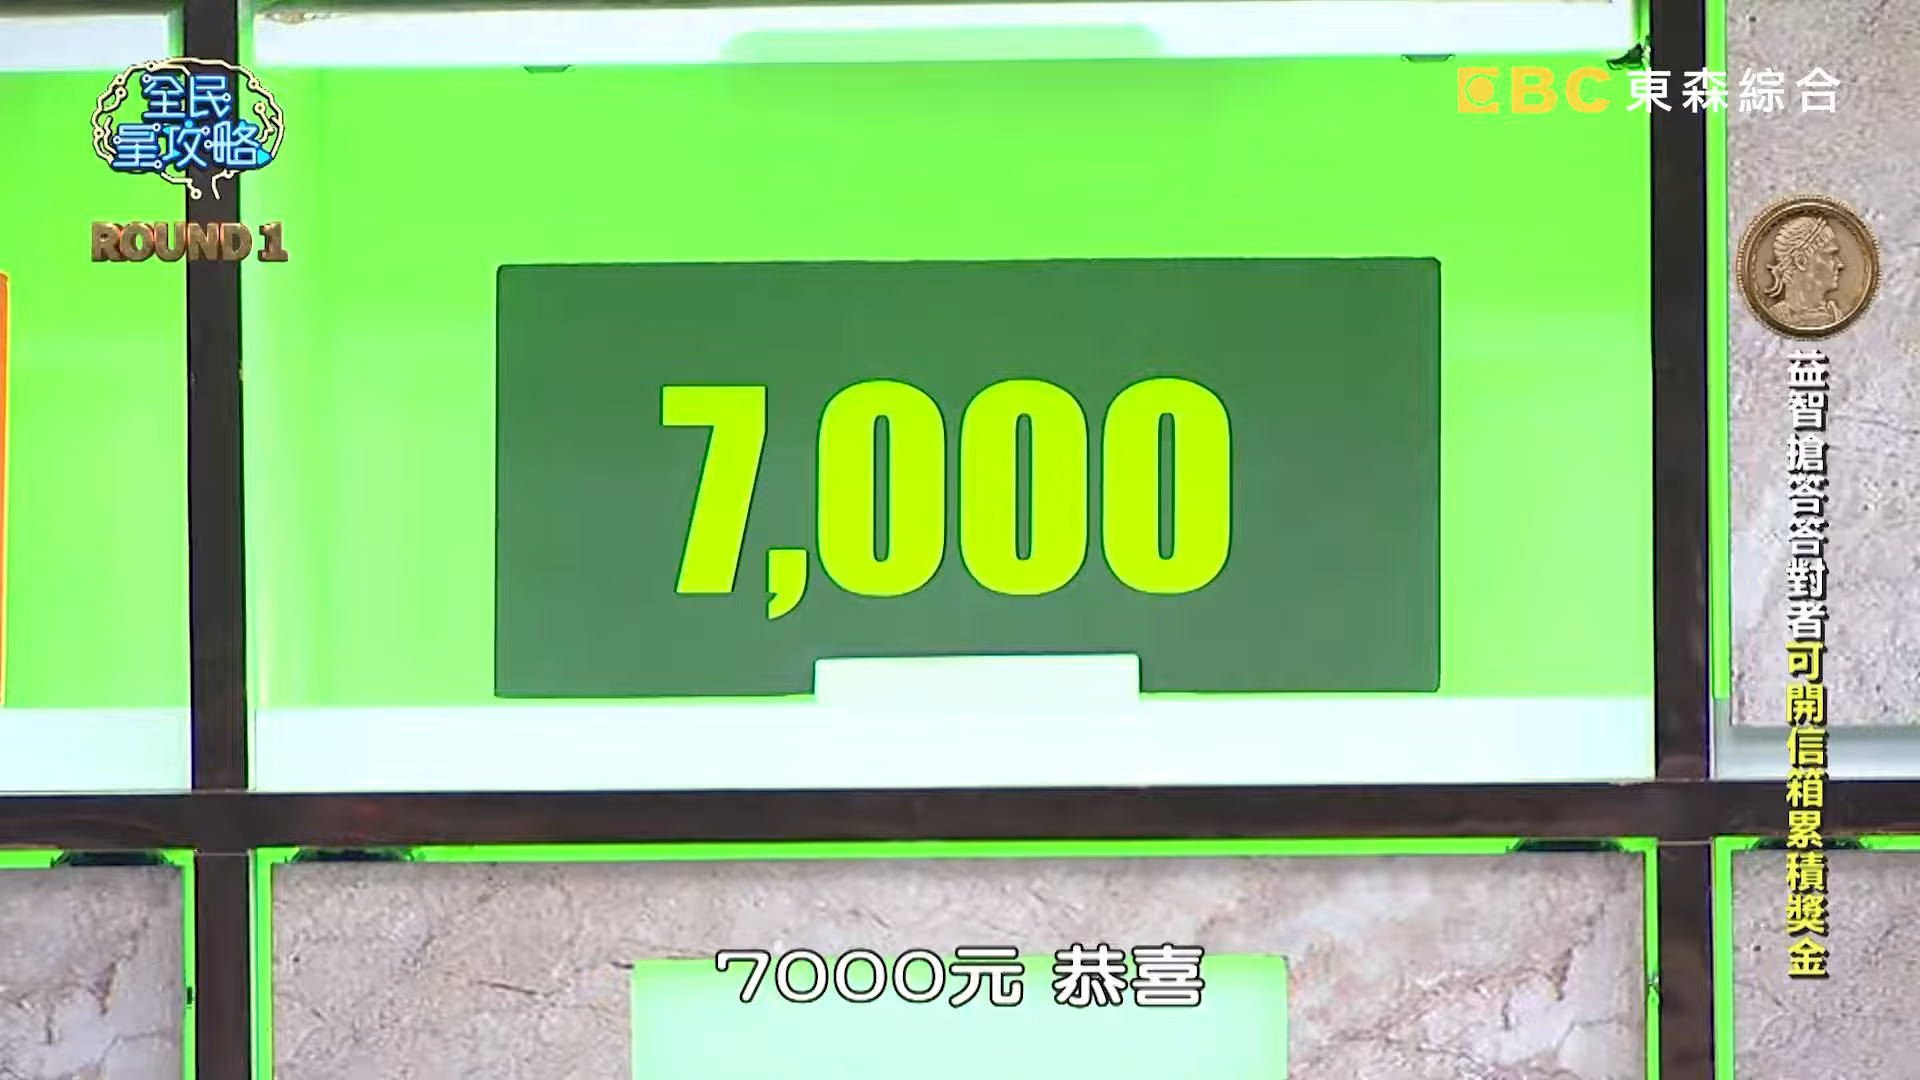 全民
星攻略
ROUND 1
EBC 東森綜合
7,000
益智搶答答對者可開信箱累積獎金
7000元 恭喜